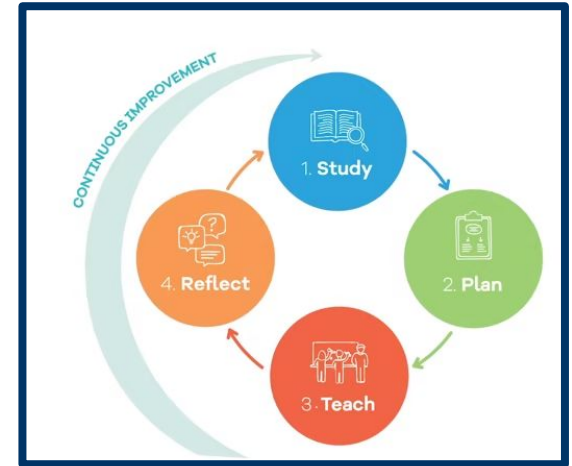 CONTINUOUS IMPROVEMENT
1. Study
2. Plan
3. Teach
4. Reflect
?